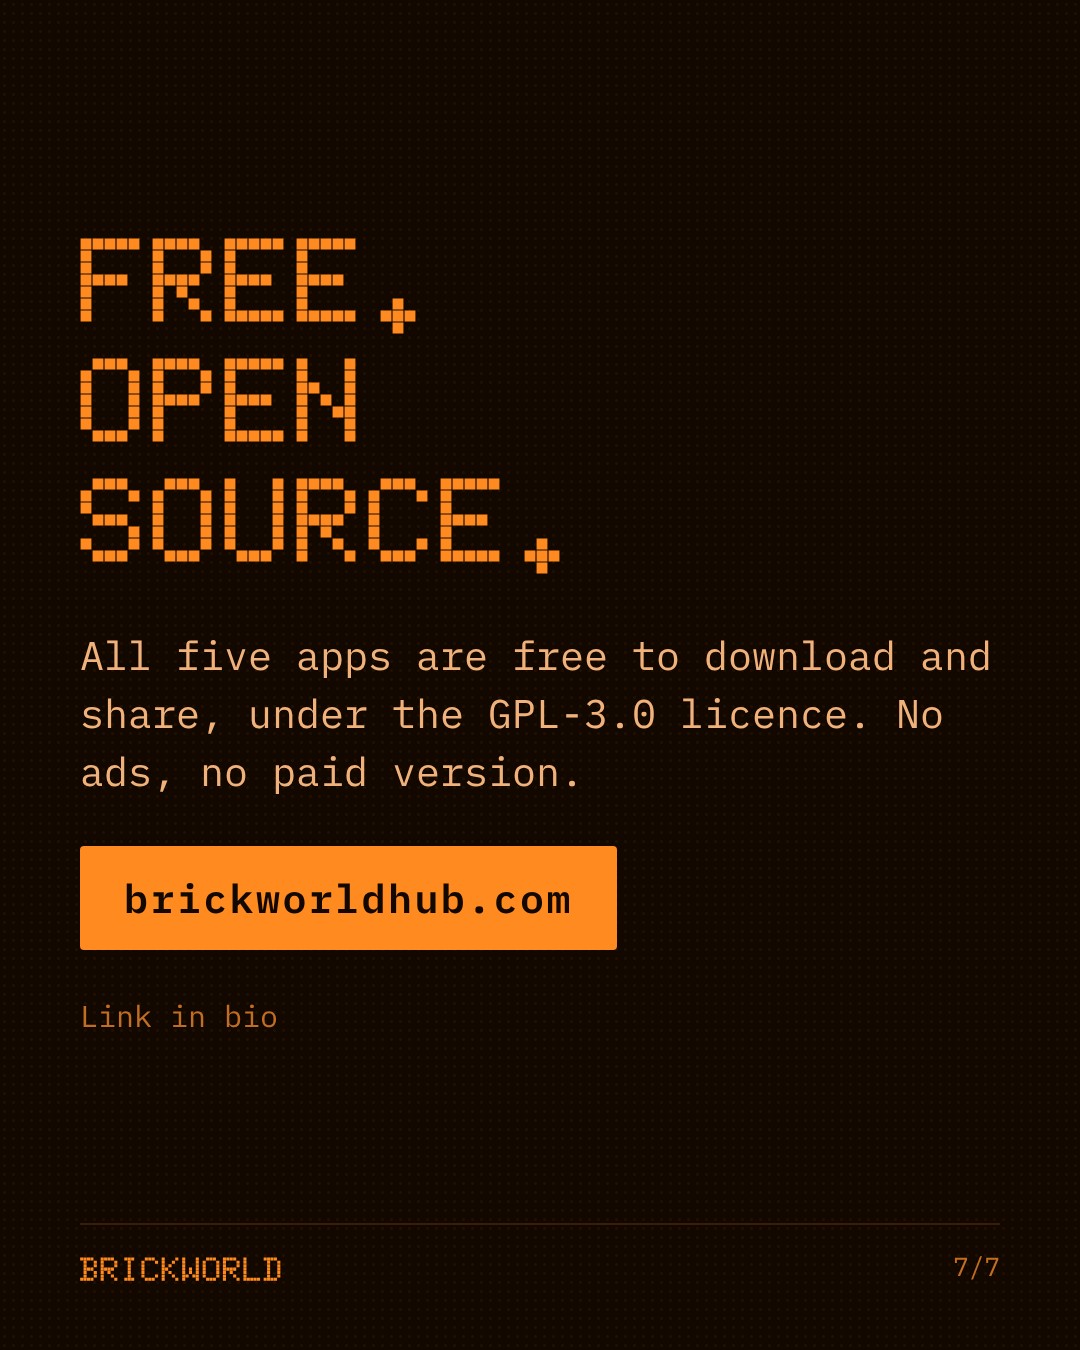 FREE.
OPEN
SOURCE.
All five apps are free to download and
share, under the GPL-3.0 licence. No
ads, no paid version.
brickworldhub.com
Link in bio
BRICKWORLD
7/7